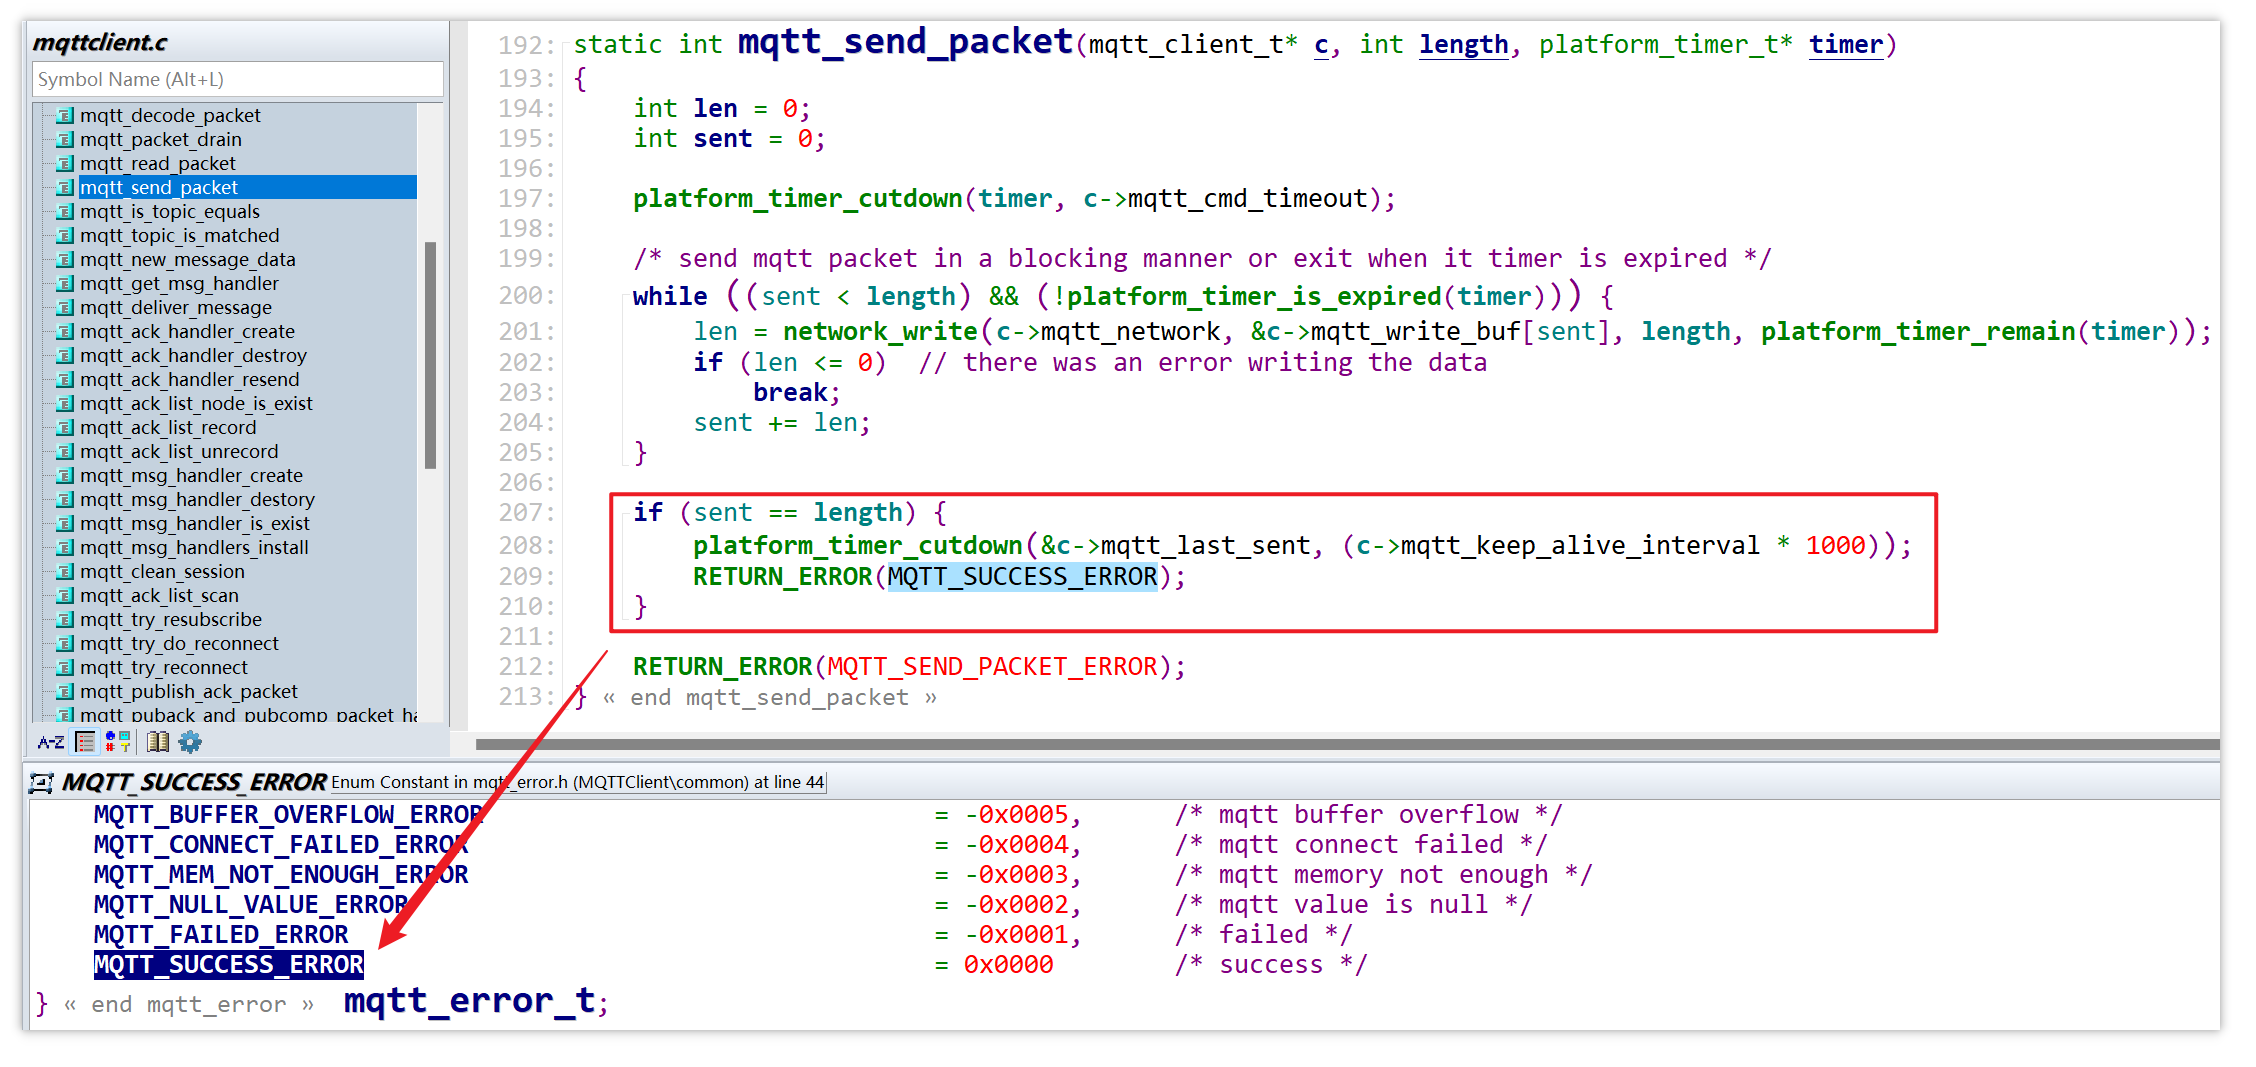 mqttclient.c
Symbol Name (Alt+L)
mqtt_decode_packet
mqtt_packet_drain
mqtt_read_packet
mqtt_send_packet
mqtt_is_topic_equals
mqtt_topic_is_matched
mqtt_new_message_data
mqtt_get_msg_handler
mqtt_deliver_message
mqtt_ack_handler_create
mqtt_ack_handler_destroy
mqtt_ack_handler_resend
mqtt_ack_list_node_is_exist
mqtt_ack_list_record
mqtt_ack_list_unrecord
mqtt_msg_handler_create
mqtt_msg_handler_destory
mqtt_msg_handler_is_exist
mqtt_msg_handlers_install
mqtt_clean_session
mqtt_ack_list_scan
mqtt_try_resubscribe
mqtt_try_do_reconnect
mqtt_try_reconnect
mqtt_publish_ack_packet
mqtt_puback_and_pubcomp_packet_ha
A-Z
192: static int mqtt_send_packet(mqtt_client_t* c, int length, platform_timer_t* timer)
193: {
194: int len = 0;
195: int sent = 0;
196:
197: platform_timer_cutdown(timer, c->mqtt_cmd_timeout);
198:
199: /* send mqtt packet in a blocking manner or exit when it timer is expired */
200: while ((sent < length) && (!platform_timer_is_expired(timer))) {
201: len = network_write(c->mqtt_network, &c->mqtt_write_buf[sent], length, platform_timer_remain(timer));
202: if (len <= 0) // there was an error writing the data
203: break;
204: sent += len;
205: }
206:
207: if (sent == length) {
208: platform_timer_cutdown(&c->mqtt_last_sent, (c->mqtt_keep_alive_interval * 1000));
209: RETURN_ERROR(MQTT_SUCCESS_ERROR);
210: }
211:
212: RETURN_ERROR(MQTT_SEND_PACKET_ERROR);
213: } « end mqtt_send_packet »
MQTT_SUCCESS_ERROR Enum Constant in mqtt_error.h (MQTTClient\common) at line 44
MQTT_BUFFER_OVERFLOW_ERROR = -0x0005, /* mqtt buffer overflow */
MQTT_CONNECT_FAILED_ERROR = -0x0004, /* mqtt connect failed */
MQTT_MEM_NOT_ENOUGH_ERROR = -0x0003, /* mqtt memory not enough */
MQTT_NULL_VALUE_ERROR = -0x0002, /* mqtt value is null */
MQTT_FAILED_ERROR = -0x0001, /* failed */
MQTT_SUCCESS_ERROR = 0x0000 /* success */
} « end mqtt_error » mqtt_error_t;